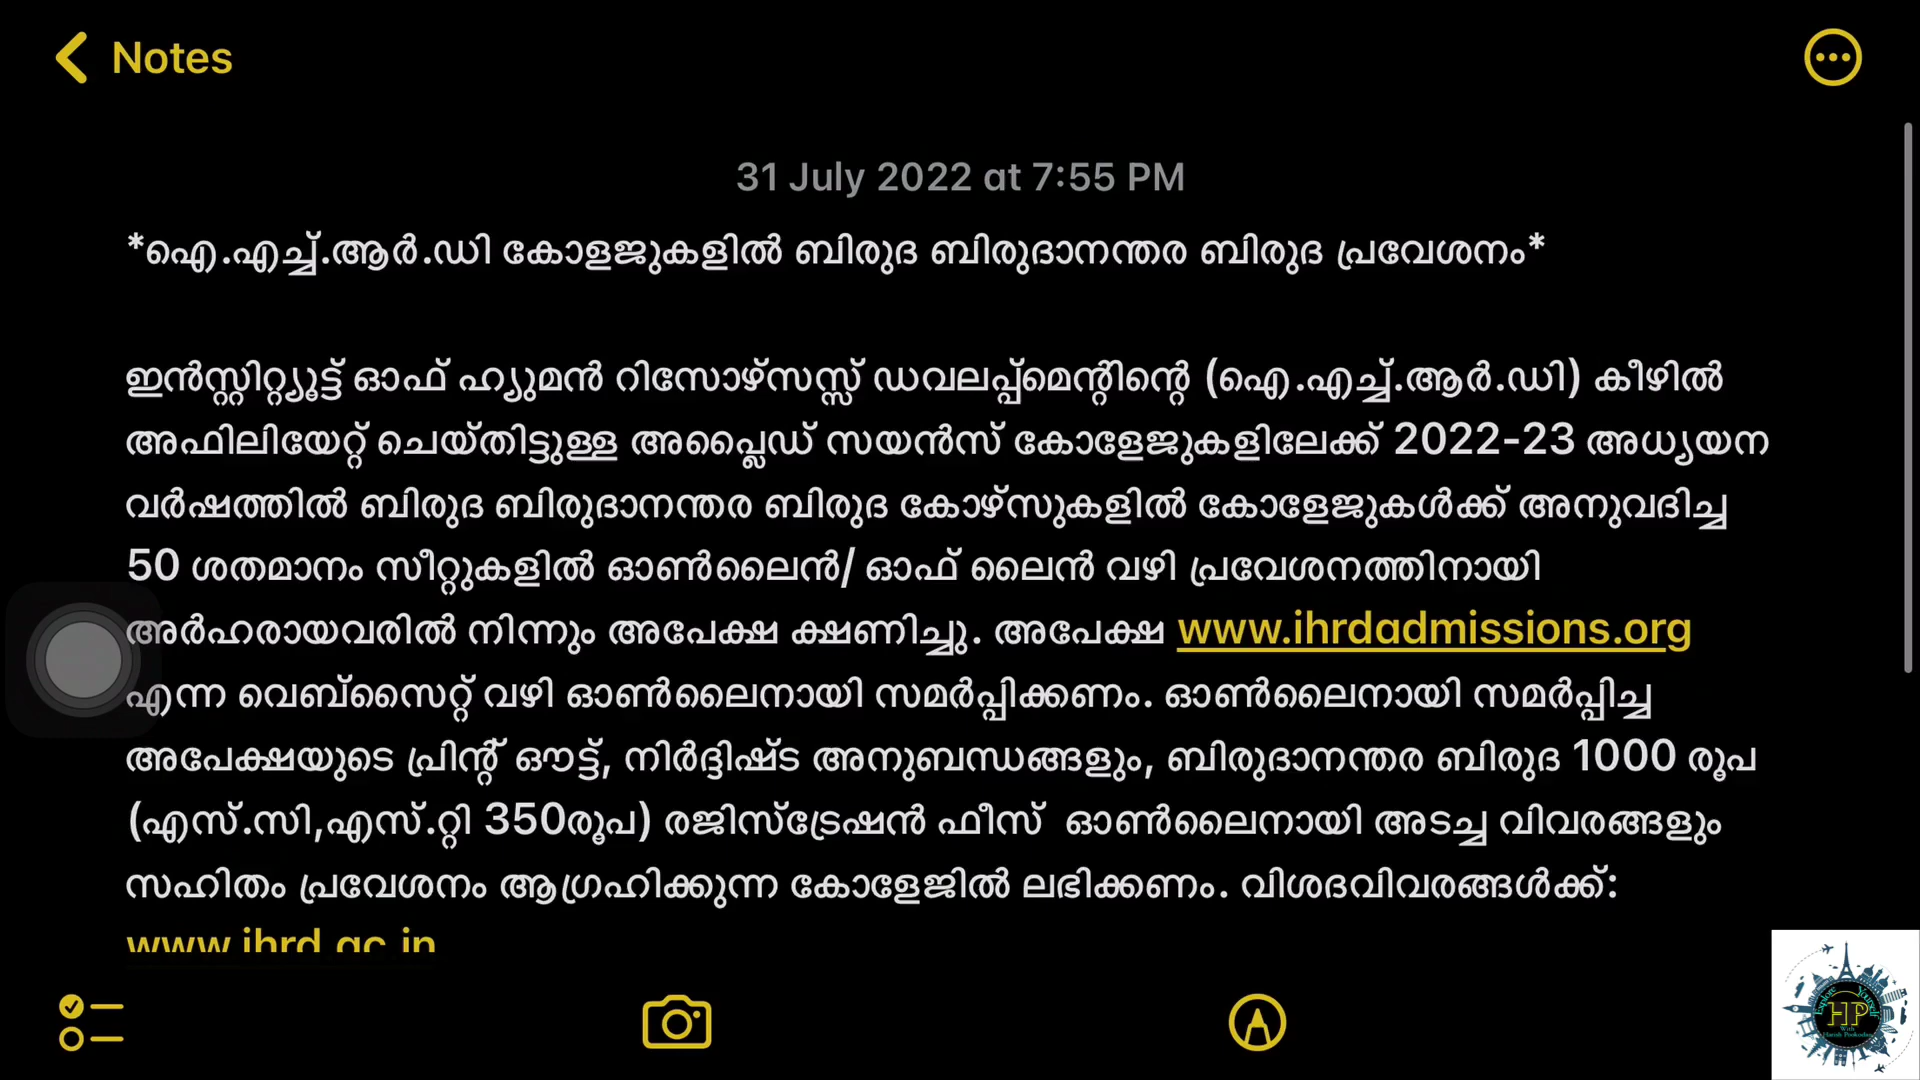 Notes
31 July 2022 at 7:55 PM
*ഐ.എച്ച്.ആർ.ഡി കോളജുകളിൽ ബിരുദ ബിരുദാനന്തര ബിരുദ പ്രവേശനം*
ഇൻസ്റ്റിറ്റ്യൂട്ട് ഓഫ് ഹ്യുമൻ റിസോഴ്സസ്സ് ഡവലപ്പ്മെന്റിന്റെ (ഐ.എച്ച്.ആർ.ഡി) കീഴിൽ
അഫിലിയേറ്റ് ചെയ്തിട്ടുള്ള അപ്ലൈഡ് സയൻസ് കോളേജുകളിലേക്ക് 2022-23 അധ്യയന
വർഷത്തിൽ ബിരുദ ബിരുദാനന്തര ബിരുദ കോഴ്സുകളിൽ കോളേജുകൾക്ക് അനുവദിച്ച
50 ശതമാനം സീറ്റുകളിൽ ഓൺലൈൻ/ ഓഫ് ലൈൻ വഴി പ്രവേശനത്തിനായി
അർഹരായവരിൽ നിന്നും അപേക്ഷ ക്ഷണിച്ചു. അപേക്ഷ www.ihrdadmissions.org
എന്ന വെബ്സൈറ്റ് വഴി ഓൺലൈനായി സമർപ്പിക്കണം. ഓൺലൈനായി സമർപ്പിച്ച
അപേക്ഷയുടെ പ്രിന്റ് ഔട്ട്, നിർദ്ദിഷ്ട അനുബന്ധങ്ങളും, ബിരുദാനന്തര ബിരുദ 1000 രൂപ
(എസ്.സി,എസ്.റ്റി 350രൂപ) രജിസ്ട്രേഷൻ ഫീസ് ഓൺലൈനായി അടച്ച വിവരങ്ങളും
സഹിതം പ്രവേശനം ആഗ്രഹിക്കുന്ന കോളേജിൽ ലഭിക്കണം. വിശദവിവരങ്ങൾക്ക്:
www.ihrd.ac.in
Explore Yourself
HP
With